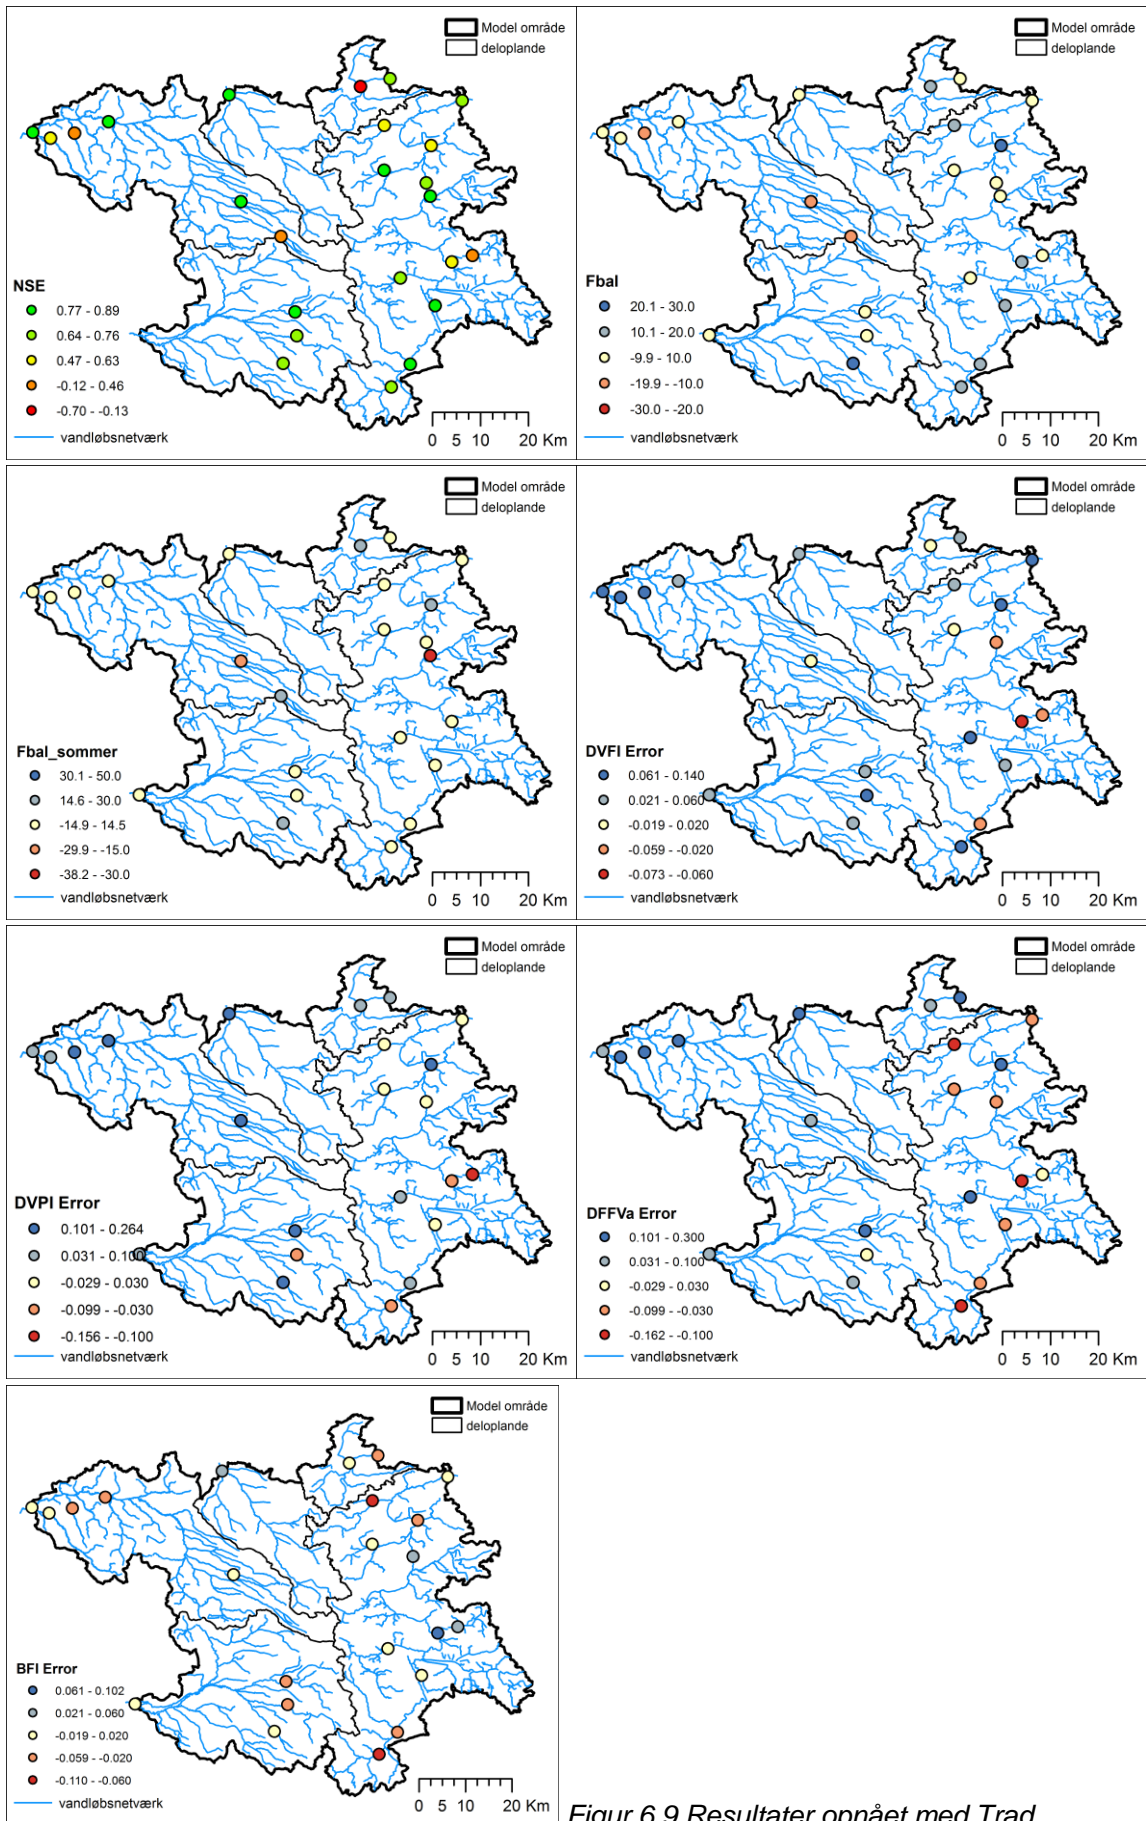 Model område
deloplande
NSE
0.77 - 0.89
0.64 - 0.76
0.47 - 0.63
-0.12 - 0.46
-0.70 - -0.13
vandløbsnetværk
0 5 10 20 Km
Model område
deloplande
Fbal
20.1 - 30.0
10.1 - 20.0
-9.9 - 10.0
-19.9 - -10.0
-30.0 - -20.0
vandløbsnetværk
0 5 10 20 Km
Model område
deloplande
Fbal_sommer
30.1 - 50.0
14.6 - 30.0
-14.9 - 14.5
-29.9 - -15.0
-38.2 - -30.0
vandløbsnetværk
0 5 10 20 Km
Model område
deloplande
DVFI Error
0.061 - 0.140
0.021 - 0.060
-0.019 - 0.020
-0.059 - -0.020
-0.073 - -0.060
vandløbsnetværk
0 5 10 20 Km
Model område
deloplande
DVPI Error
0.101 - 0.264
0.031 - 0.100
-0.029 - 0.030
-0.099 - -0.030
-0.156 - -0.100
vandløbsnetværk
0 5 10 20 Km
Model område
deloplande
DFFVa Error
0.101 - 0.300
0.031 - 0.100
-0.029 - 0.030
-0.099 - -0.030
-0.162 - -0.100
vandløbsnetværk
0 5 10 20 Km
Model område
deloplande
BFI Error
0.061 - 0.102
0.021 - 0.060
-0.019 - 0.020
-0.059 - -0.020
-0.110 - -0.060
vandløbsnetværk
0 5 10 20 Km
Figur 6.9 Resultater opnået med Trad